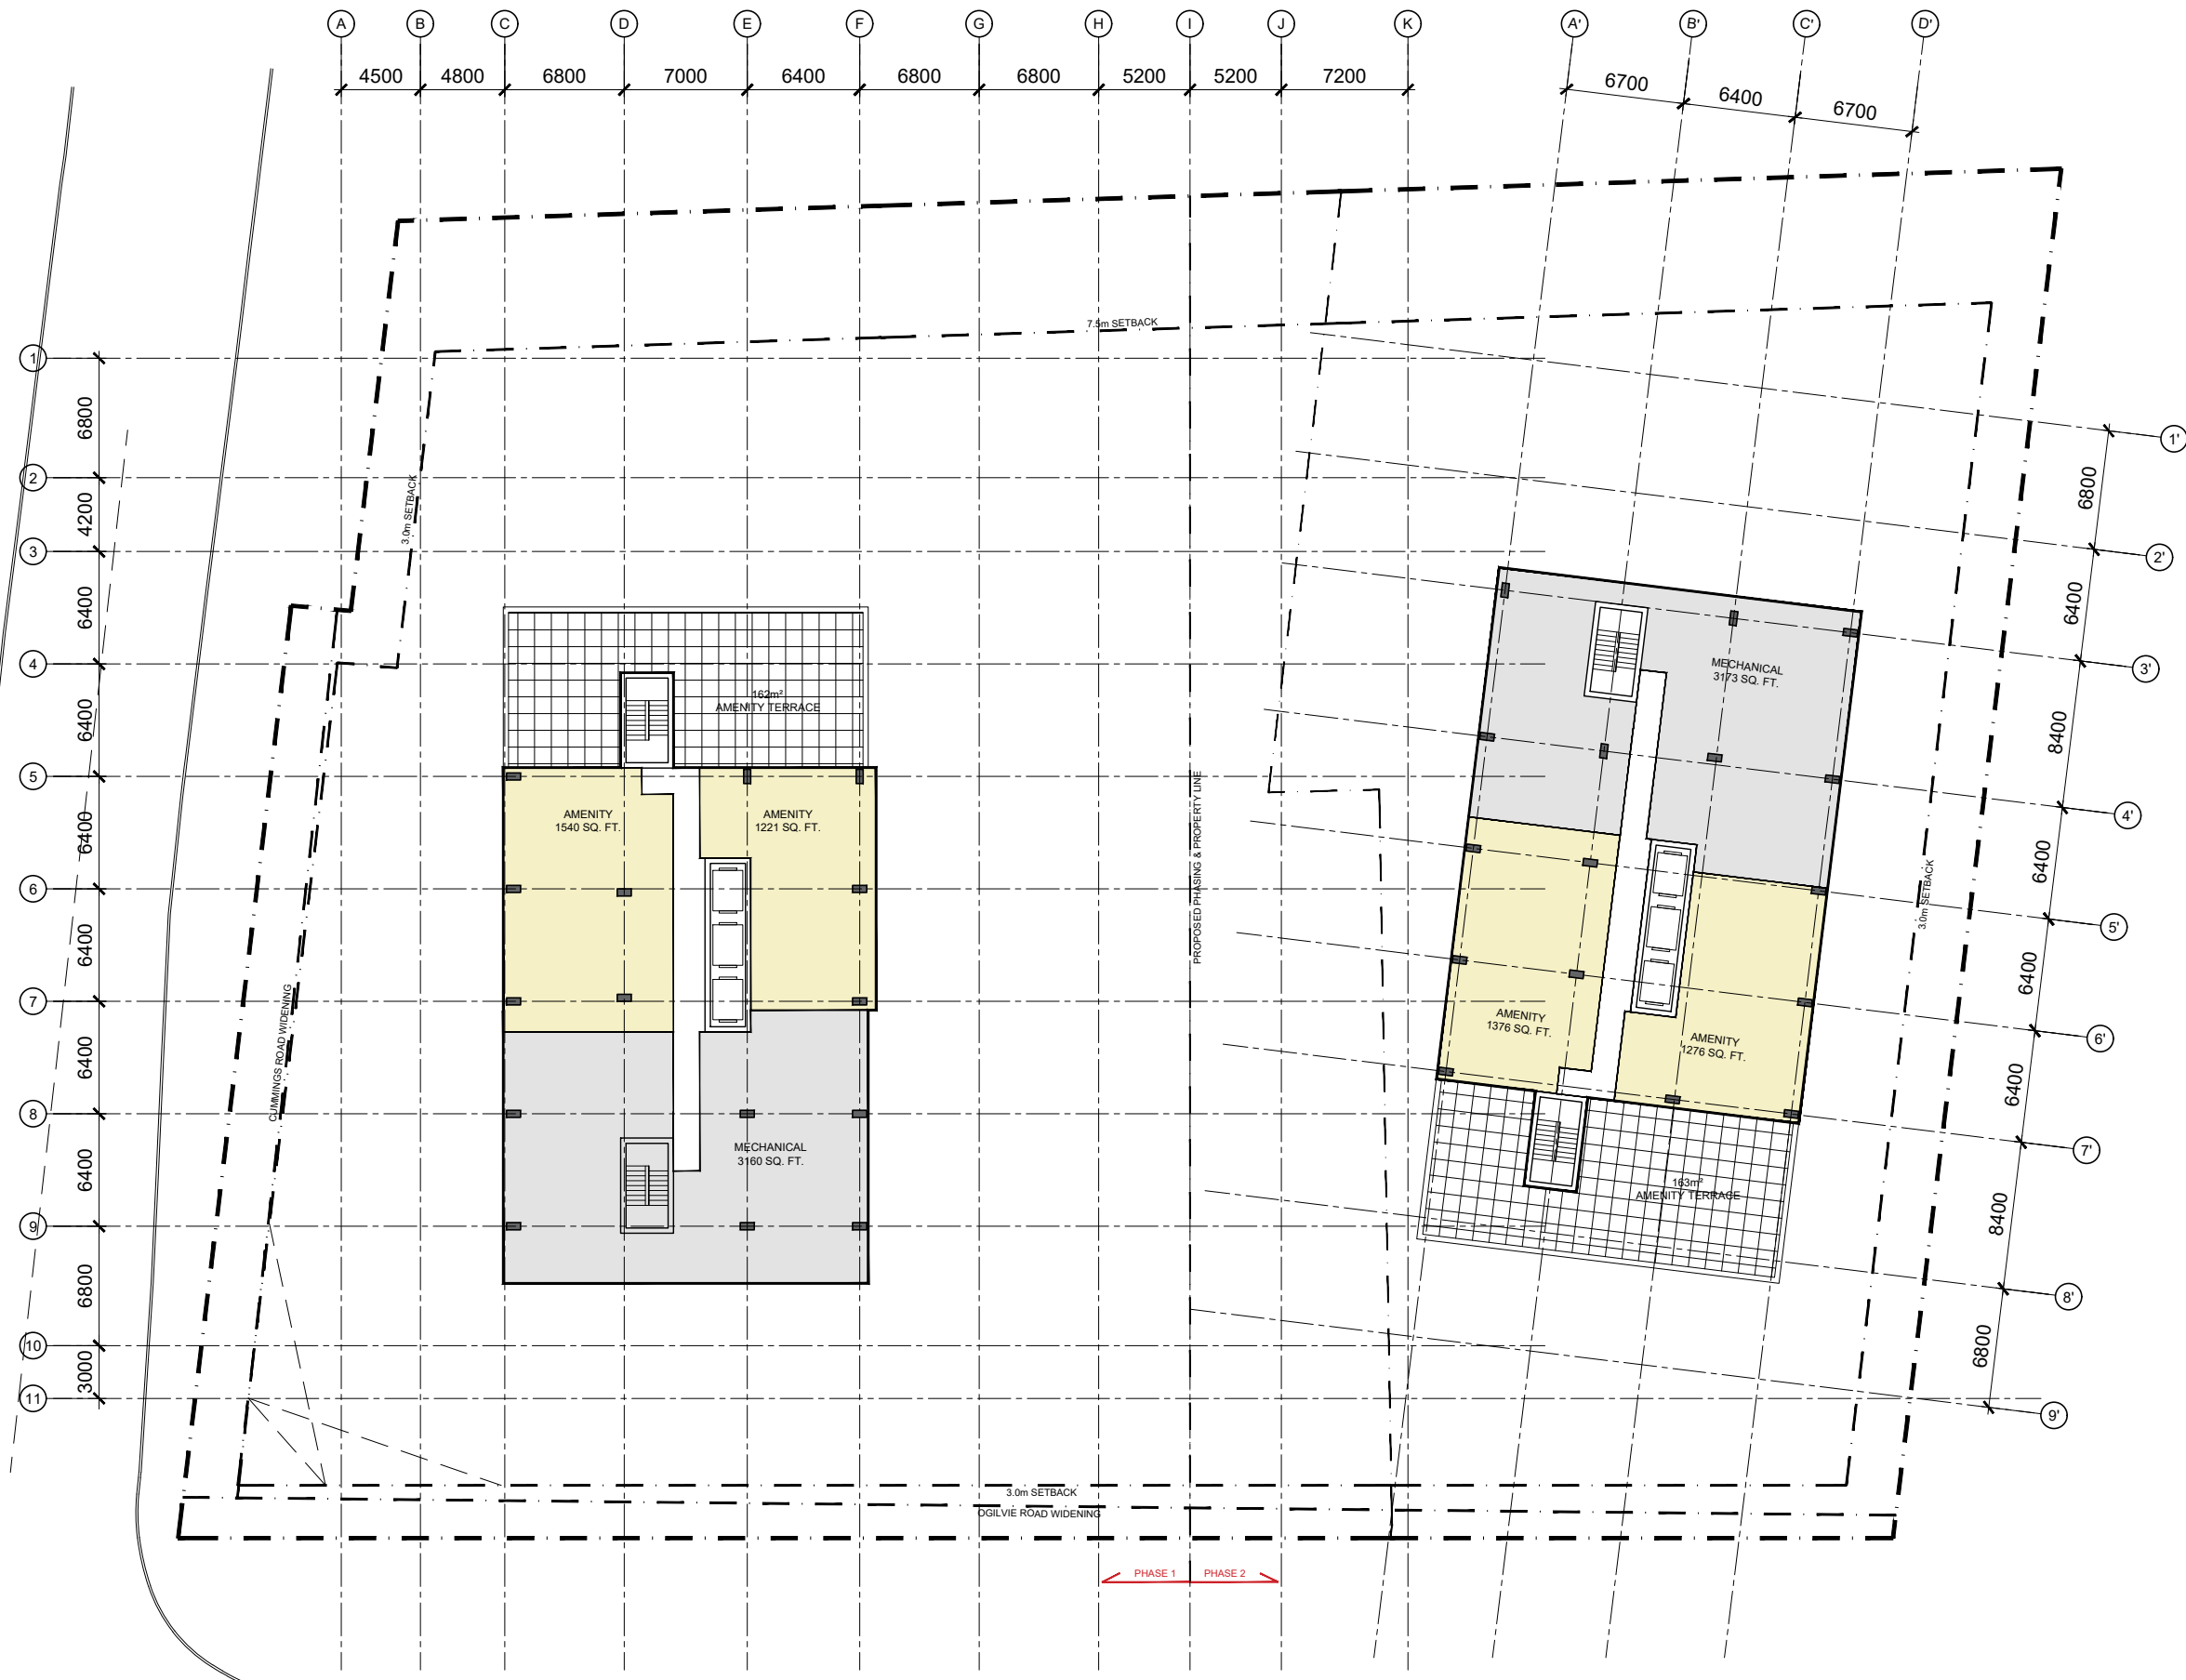 A B C D E F G H I J K A' B' C' D'
4500 4800 6800 7000 6400 6800 6800 5200 5200 7200
6700 6400 6700
7.5m SETBACK
1
6800
2
4200
3
6400
4
6400
5
6400
6
6400
7
6400
8
6400
9
6800
10
3000
11
3.0m SETBACK
CUMMINGS ROAD WIDENING
162m²
AMENITY TERRACE
AMENITY
1540 SQ. FT.
AMENITY
1221 SQ. FT.
MECHANICAL
3160 SQ. FT.
PROPOSED PHASING & PROPERTY LINE
MECHANICAL
3173 SQ. FT.
AMENITY
1376 SQ. FT.
AMENITY
1276 SQ. FT.
163m²
AMENITY TERRACE
3.0m SETBACK
1'
6800
2'
6400
3'
8400
4'
6400
5'
6400
6'
6400
7'
8400
8'
6800
9'
3.0m SETBACK
OGILVIE ROAD WIDENING
PHASE 1 PHASE 2